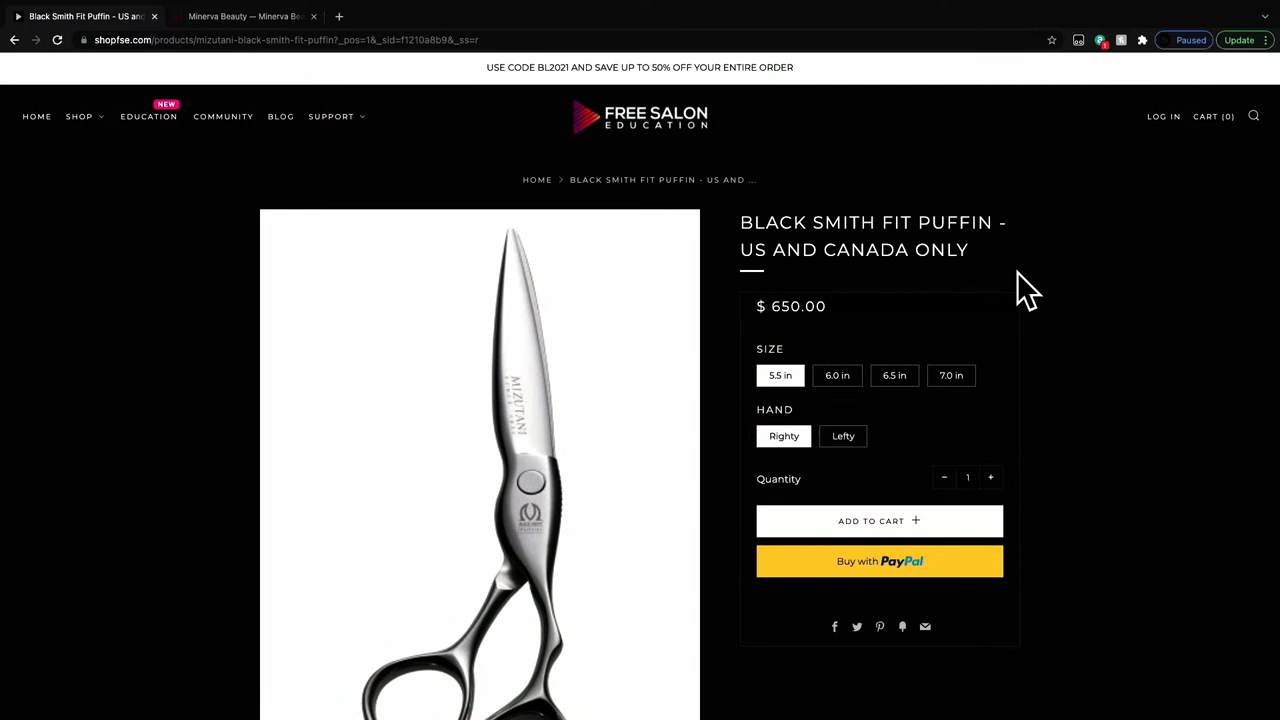 Black Smith Fit Puffin - US and
Minerva Beauty — Minerva Bea
shopfse.com/products/mizutani-black-smith-fit-puffin?_pos=1&_sid=f1210a8b9&_ss=r
Paused
Update
USE CODE BL2021 AND SAVE UP TO 50% OFF YOUR ENTIRE ORDER
NEW
HOME SHOP EDUCATION COMMUNITY BLOG SUPPORT
FREE SALON
EDUCATION
LOG IN CART (0)
HOME > BLACK SMITH FIT PUFFIN - US AND ...
BLACK SMITH FIT PUFFIN -
US AND CANADA ONLY
$ 650.00
SIZE
5.5 in 6.0 in 6.5 in 7.0 in
HAND
Righty Lefty
Quantity − 1 +
ADD TO CART +
Buy with PayPal
MIZUTANI